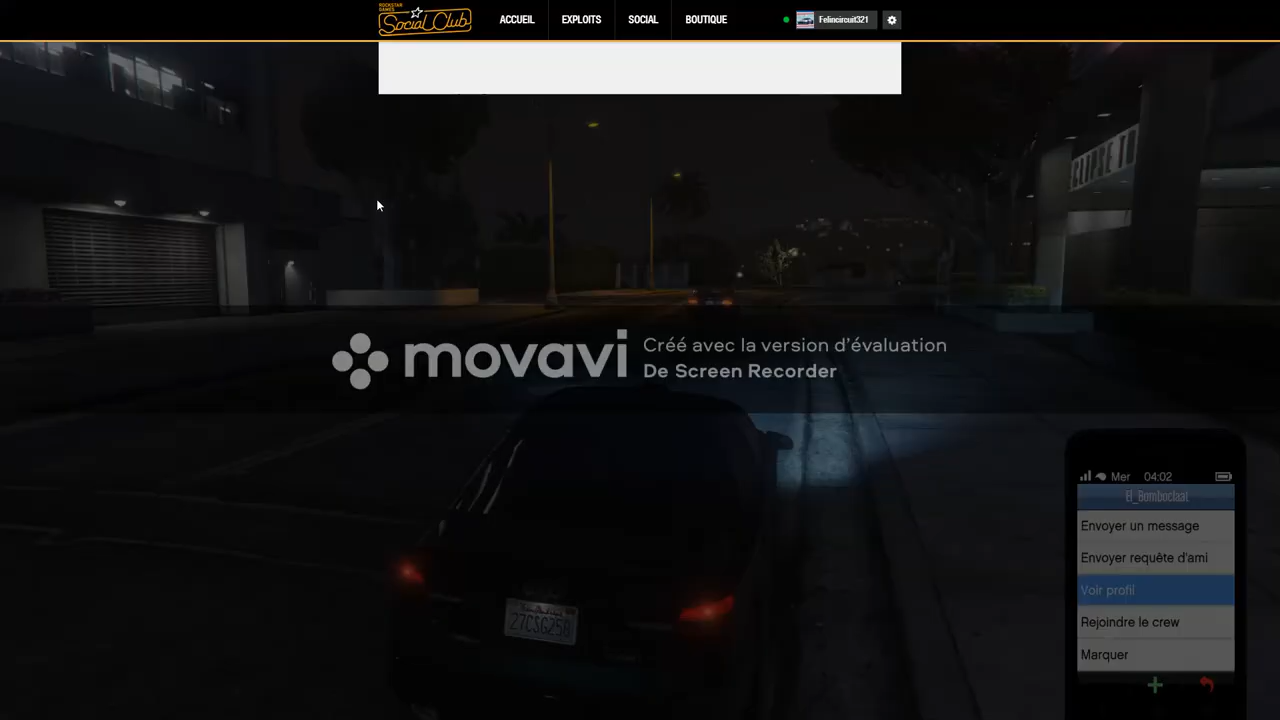 ROCKSTAR
GAMES
Social Club
ACCUEIL
EXPLOITS
SOCIAL
BOUTIQUE
Felincircuit321
movavi
Créé avec la version d'évaluation
De Screen Recorder
Mer 04:02
El_Bomboclaat
Envoyer un message
Envoyer requête d'ami
Voir profil
Rejoindre le crew
Marquer
27CSG258